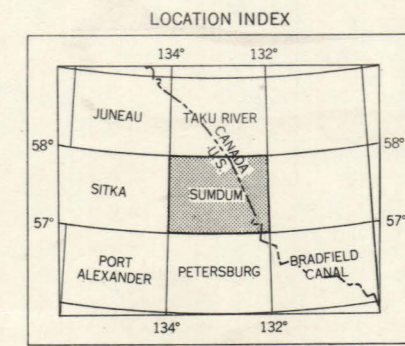 LOCATION INDEX
134° 132°
JUNEAU TAKU RIVER
CANADA
U.S.
58° 58°
SITKA SUMDUM
57° 57°
PORT ALEXANDER PETERSBURG BRADFIELD CANAL
134° 132°